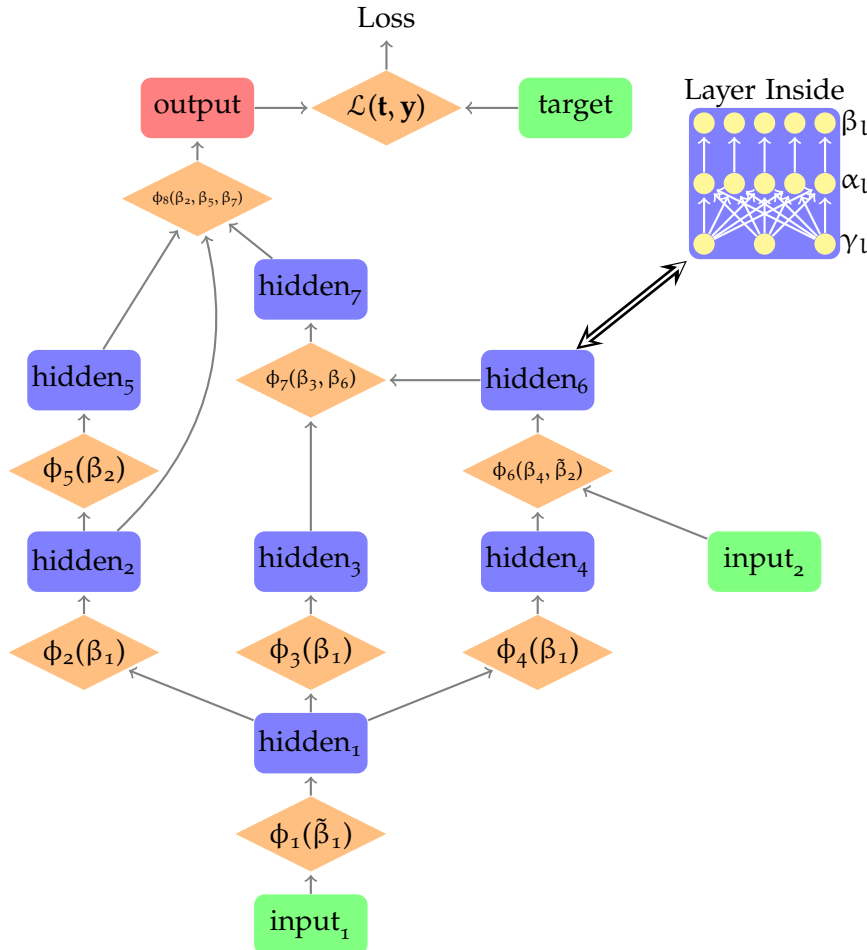 Loss
output
ℒ(𝐭, 𝐲)
target
Layer Inside
β_l
α_l
γ_l
ϕ₈(β₂, β₅, β₇)
hidden₇
hidden₅
ϕ₇(β₃, β₆)
hidden₆
ϕ₅(β₂)
ϕ₆(β₄, β̃₂)
hidden₂
hidden₃
hidden₄
input₂
ϕ₂(β₁)
ϕ₃(β₁)
ϕ₄(β₁)
hidden₁
ϕ₁(β̃₁)
input₁